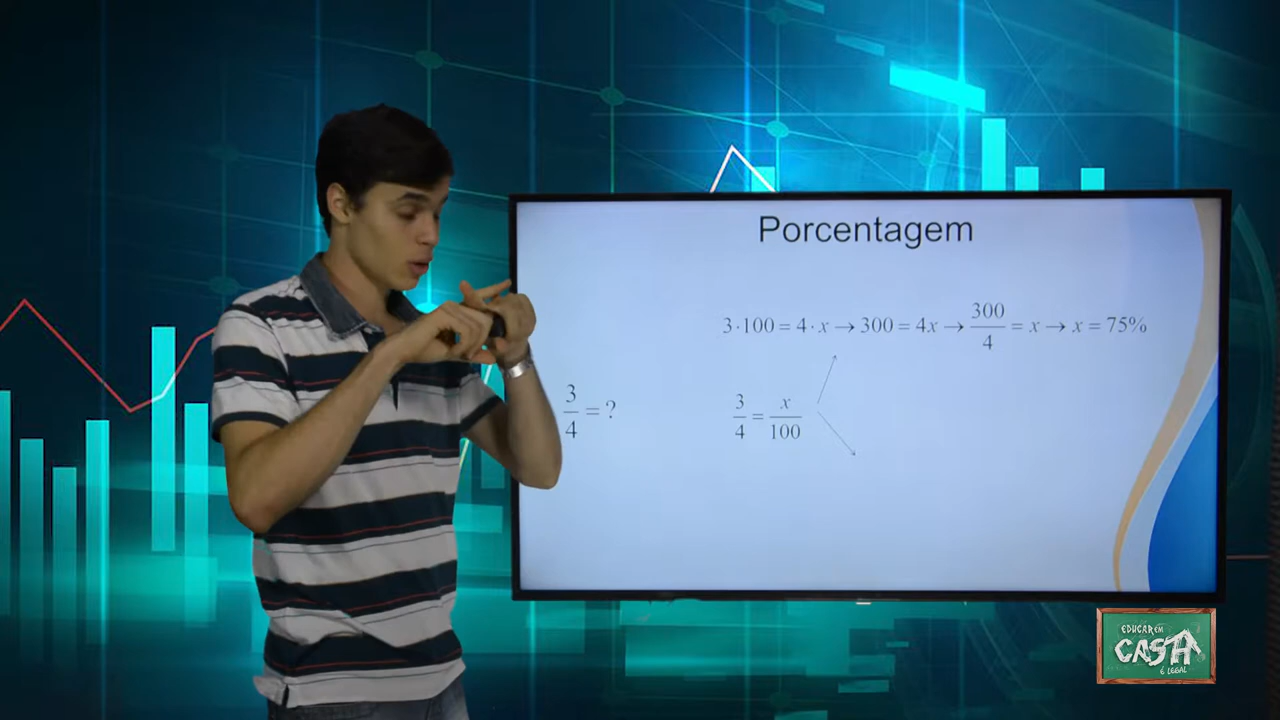 Porcentagem
3·100 = 4·x → 300 = 4x → 300/4 = x → x = 75%
3/4 = ?
3/4 = x/100
EDUCAR EM
CASA
É LEGAL